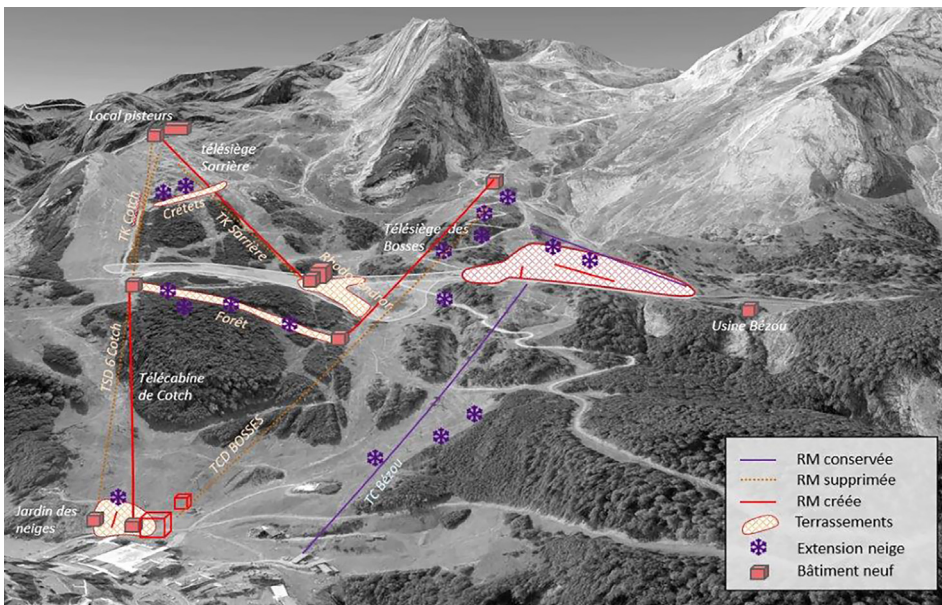 Local pisteurs
télésiège
Sarrière
TK Cotch
Crétets
TK Sarrière
Télésiège des
Bosses
Forêt
Usine Bézou
TSD 6 Cotch
Télécabine
de Cotch
TCD BOSSES
TC Bézou
Jardin des
neiges
RM conservée
RM supprimée
RM créée
Terrassements
Extension neige
Bâtiment neuf